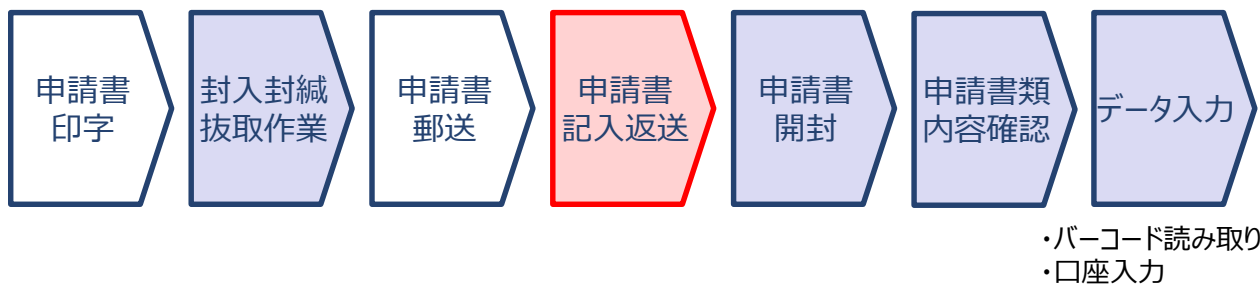 申請書
印字
封入封緘
抜取作業
申請書
郵送
申請書
記入返送
申請書
開封
申請書類
内容確認
データ入力
・バーコード読み取り
・口座入力